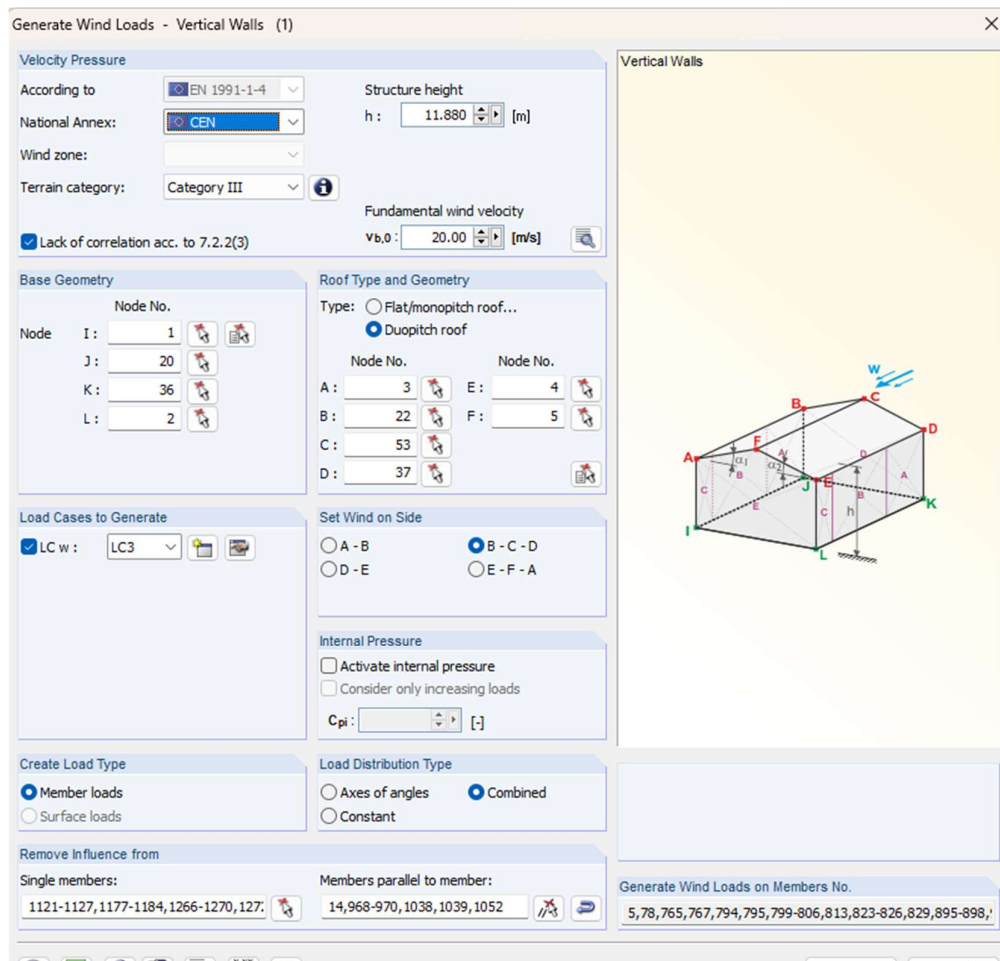 Generate Wind Loads - Vertical Walls (1)
Velocity Pressure
According to
EN 1991-1-4
National Annex:
CEN
Wind zone:
Terrain category:
Category III
Lack of correlation acc. to 7.2.2(3)
Structure height
h :
11.880
[m]
Fundamental wind velocity
vb,0 :
20.00
[m/s]
Base Geometry
Node No.
Node I :
1
J :
20
K :
36
L :
2
Roof Type and Geometry
Type:
Flat/monopitch roof...
Duopitch roof
Node No. Node No.
A : 3 E : 4
B : 22 F : 5
C : 53
D : 37
Load Cases to Generate
LC w :
LC3
Set Wind on Side
A - B
B - C - D
D - E
E - F - A
Internal Pressure
Activate internal pressure
Consider only increasing loads
Cpi :
[-]
Create Load Type
Member loads
Surface loads
Load Distribution Type
Axes of angles
Combined
Constant
Remove Influence from
Single members:
1121-1127,1177-1184,1266-1270,127
Members parallel to member:
14,968-970,1038,1039,1052
Vertical Walls
W
B
C
D
F
A
α1
α2
A
D
B
A
C
E
J
E
C
B
h
K
I
L
Generate Wind Loads on Members No.
5,78,765,767,794,795,799-806,813,823-826,829,895-898,